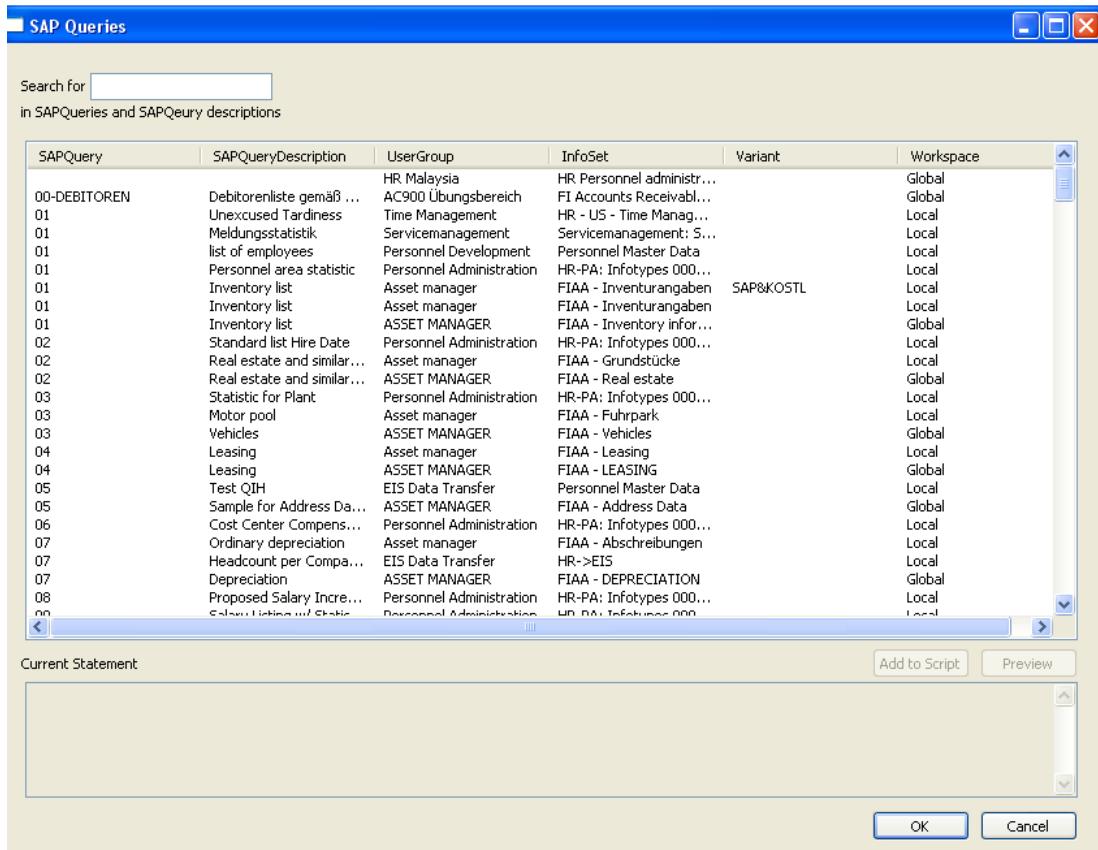 SAP Queries
Search for
in SAPQueries and SAPQeury descriptions
SAPQuery SAPQueryDescription UserGroup InfoSet Variant Workspace
HR Malaysia HR Personel administr... Global
00-DEBITOREN Debitorenliste gemäß ... AC900 Übungsbereich FI Accounts Receivabl... Global
01 Unexcused Tardiness Time Management HR - US - Time Manag... Local
01 Meldungsstatistik Servicemanagement Servicemanagement: S... Local
01 list of employees Personnel Development Personnel Master Data Local
01 Personnel area statistic Personnel Administration HR-PA: Infotypes 000... Local
01 Inventory list Asset manager FIAA - Inventurangaben SAP&KOSTL Local
01 Inventory list Asset manager FIAA - Inventurangaben Local
01 Inventory list ASSET MANAGER FIAA - Inventory infor... Global
02 Standard list Hire Date Personnel Administration HR-PA: Infotypes 000... Local
02 Real estate and similar... Asset manager FIAA - Grundstücke Local
02 Real estate and similar... ASSET MANAGER FIAA - Real estate Global
03 Statistic for Plant Personnel Administration HR-PA: Infotypes 000... Local
03 Motor pool Asset manager FIAA - Fuhrpark Local
03 Vehicles ASSET MANAGER FIAA - Vehicles Global
04 Leasing Asset manager FIAA - Leasing Local
04 Leasing ASSET MANAGER FIAA - LEASING Global
05 Test QIH EIS Data Transfer Personnel Master Data Local
05 Sample for Address Da... ASSET MANAGER FIAA - Address Data Global
06 Cost Center Compens... Personnel Administration HR-PA: Infotypes 000... Local
07 Ordinary depreciation Asset manager FIAA - Abschreibungen Local
07 Headcount per Compa... EIS Data Transfer HR->EIS Local
07 Depreciation ASSET MANAGER FIAA - DEPRECIATION Global
08 Proposed Salary Incre... Personnel Administration HR-PA: Infotypes 000... Local
Salary Listing w/ Static Personnel Administration HR-PA: Infotypes 000 Local
Current Statement Add to Script Preview
OK Cancel